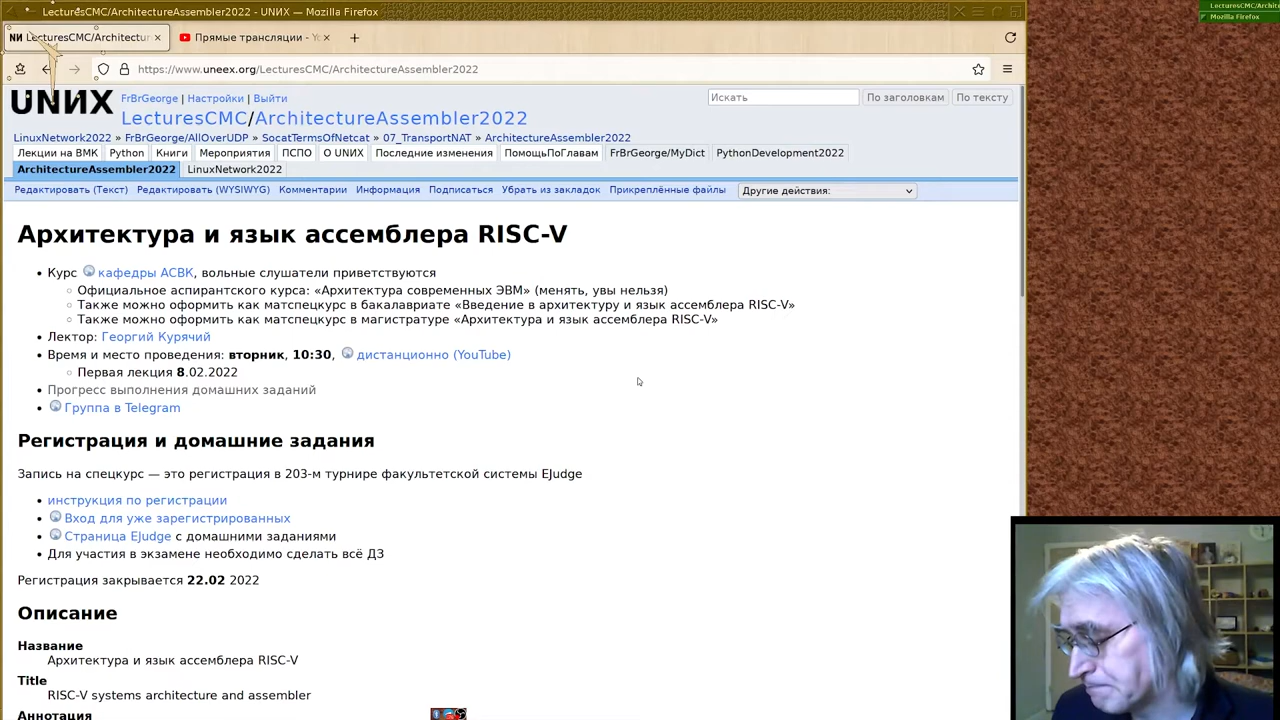 LecturesCMC/ArchitectureAssembler2022 - UNИX — Mozilla Firefox
LecturesCMC/Architectur
Прямые трансляции - Yo
https://www.uneex.org/LecturesCMC/ArchitectureAssembler2022
LecturesCMC/Archite
Mozilla Firefox
UNИX
FrBrGeorge | Настройки | Выйти
Искать
По заголовкам
По тексту
LecturesCMC/ArchitectureAssembler2022
LinuxNetwork2022 » FrBrGeorge/AllOverUDP » SocatTermsOfNetcat » 07_TransportNAT » ArchitectureAssembler2022
Лекции на ВМК Python Книги Мероприятия ПСПО О UNИX Последние изменения ПомощьПоГлавам FrBrGeorge/MyDict PythonDevelopment2022
ArchitectureAssembler2022 LinuxNetwork2022
Редактировать (Текст) Редактировать (WYSIWYG) Комментарии Информация Подписаться Убрать из закладок Прикреплённые файлы Другие действия:
Архитектура и язык ассемблера RISC-V
Курс кафедры АСВК, вольные слушатели приветствуются
Официальное аспирантского курса: «Архитектура современных ЭВМ» (менять, увы нельзя)
Также можно оформить как матспецкурс в бакалавриате «Введение в архитектуру и язык ассемблера RISC-V»
Также можно оформить как матспецкурс в магистратуре «Архитектура и язык ассемблера RISC-V»
Лектор: Георгий Курячий
Время и место проведения: вторник, 10:30, дистанционно (YouTube)
Первая лекция 8.02.2022
Прогресс выполнения домашних заданий
Группа в Telegram
Регистрация и домашние задания
Запись на спецкурс — это регистрация в 203-м турнире факультетской системы EJudge
инструкция по регистрации
Вход для уже зарегистрированных
Страница EJudge с домашними заданиями
Для участия в экзамене необходимо сделать всё ДЗ
Регистрация закрывается 22.02 2022
Описание
Название
Архитектура и язык ассемблера RISC-V
Title
RISC-V systems architecture and assembler
Аннотация